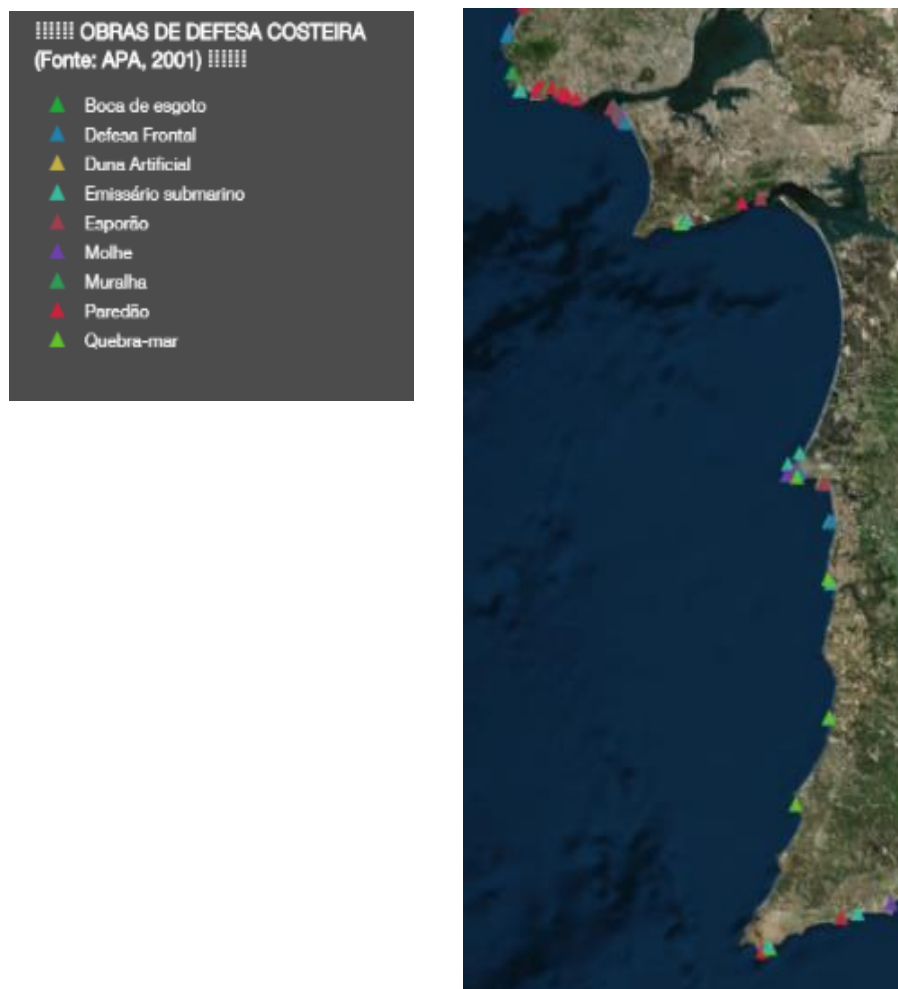 !!!!!! OBRAS DE DEFESA COSTEIRA
(Fonte: APA, 2001) !!!!!!
Boca de esgoto
Defesa Frontal
Duna Artificial
Emissário submarino
Esporão
Molhe
Muralha
Paredão
Quebra-mar